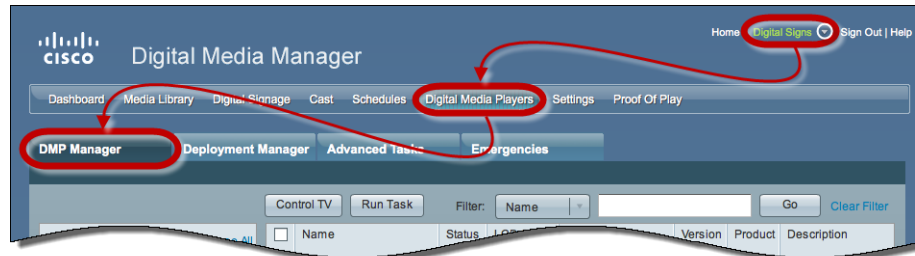 Home Digital Signs Sign Out | Help
CISCO Digital Media Manager
Dashboard Media Library Digital Signage Cast Schedules Digital Media Players Settings Proof Of Play
DMP Manager Deployment Manager Advanced Tasks Emergencies
Control TV Run Task Filter: Name Go Clear Filter
All Name Status Version Product Description